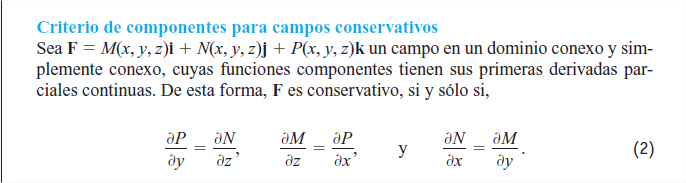 Criterio de componentes para campos conservativos
Sea F = M(x, y, z)i + N(x, y, z)j + P(x, y, z)k un campo en un dominio conexo y sim-
plemente conexo, cuyas funciones componentes tienen sus primeras derivadas par-
ciales continuas. De esta forma, F es conservativo, si y sólo si,
∂P/∂y = ∂N/∂z, ∂M/∂z = ∂P/∂x, y ∂N/∂x = ∂M/∂y. (2)